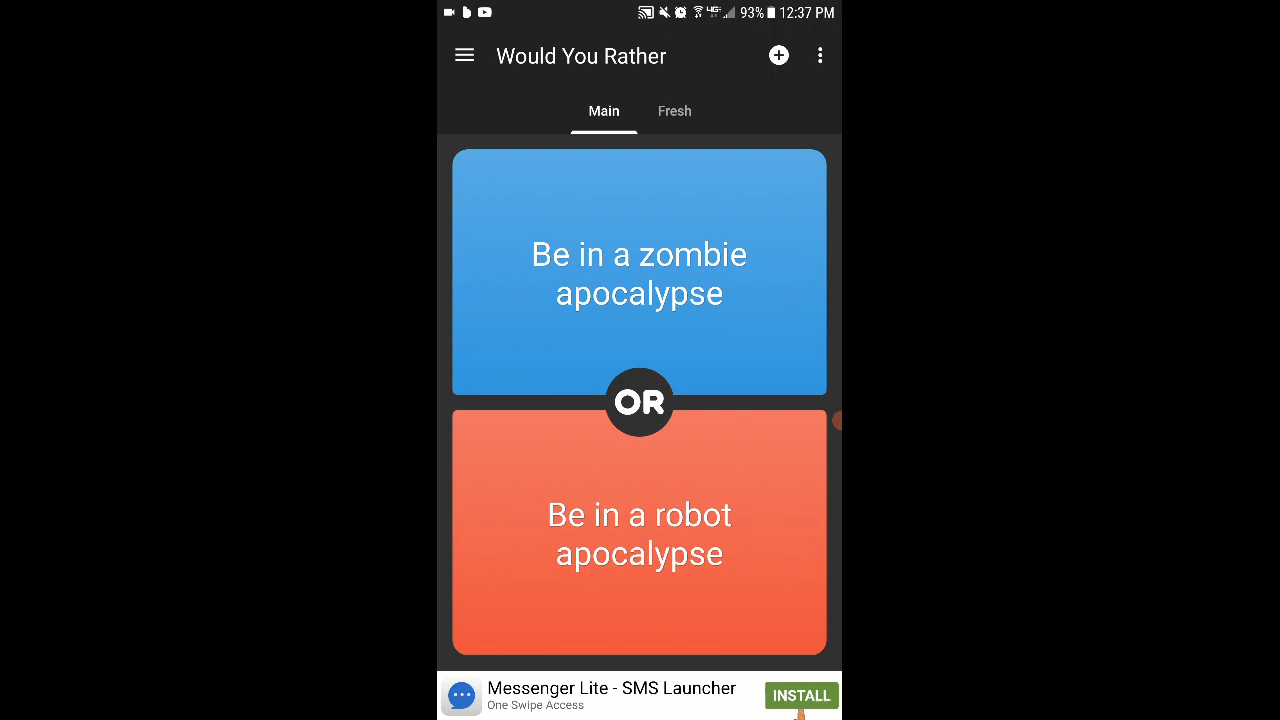 93% 12:37 PM
Would You Rather
Main Fresh
Be in a zombie
apocalypse
OR
Be in a robot
apocalypse
Messenger Lite - SMS Launcher
One Swipe Access
INSTALL